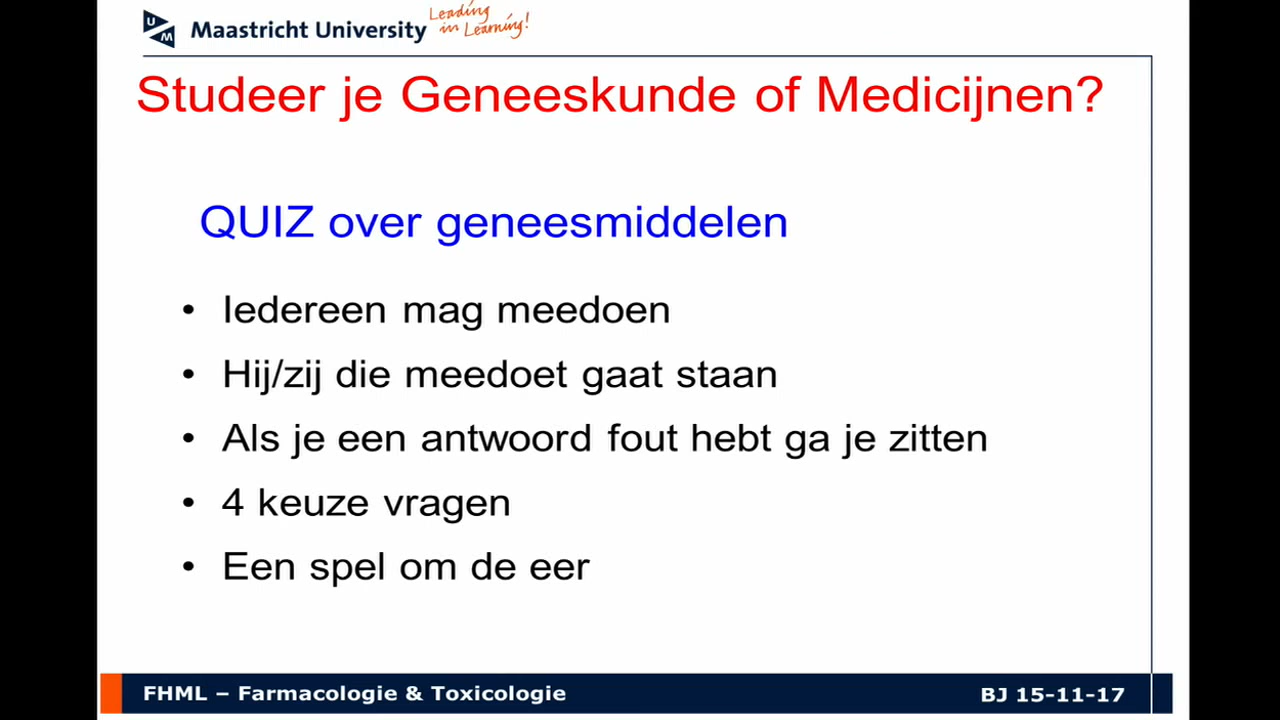 UM
Maastricht University
Leading
in Learning!
Studeer je Geneeskunde of Medicijnen?
QUIZ over geneesmiddelen
• Iedereen mag meedoen
• Hij/zij die meedoet gaat staan
• Als je een antwoord fout hebt ga je zitten
• 4 keuze vragen
• Een spel om de eer
FHML – Farmacologie & Toxicologie
BJ 15-11-17